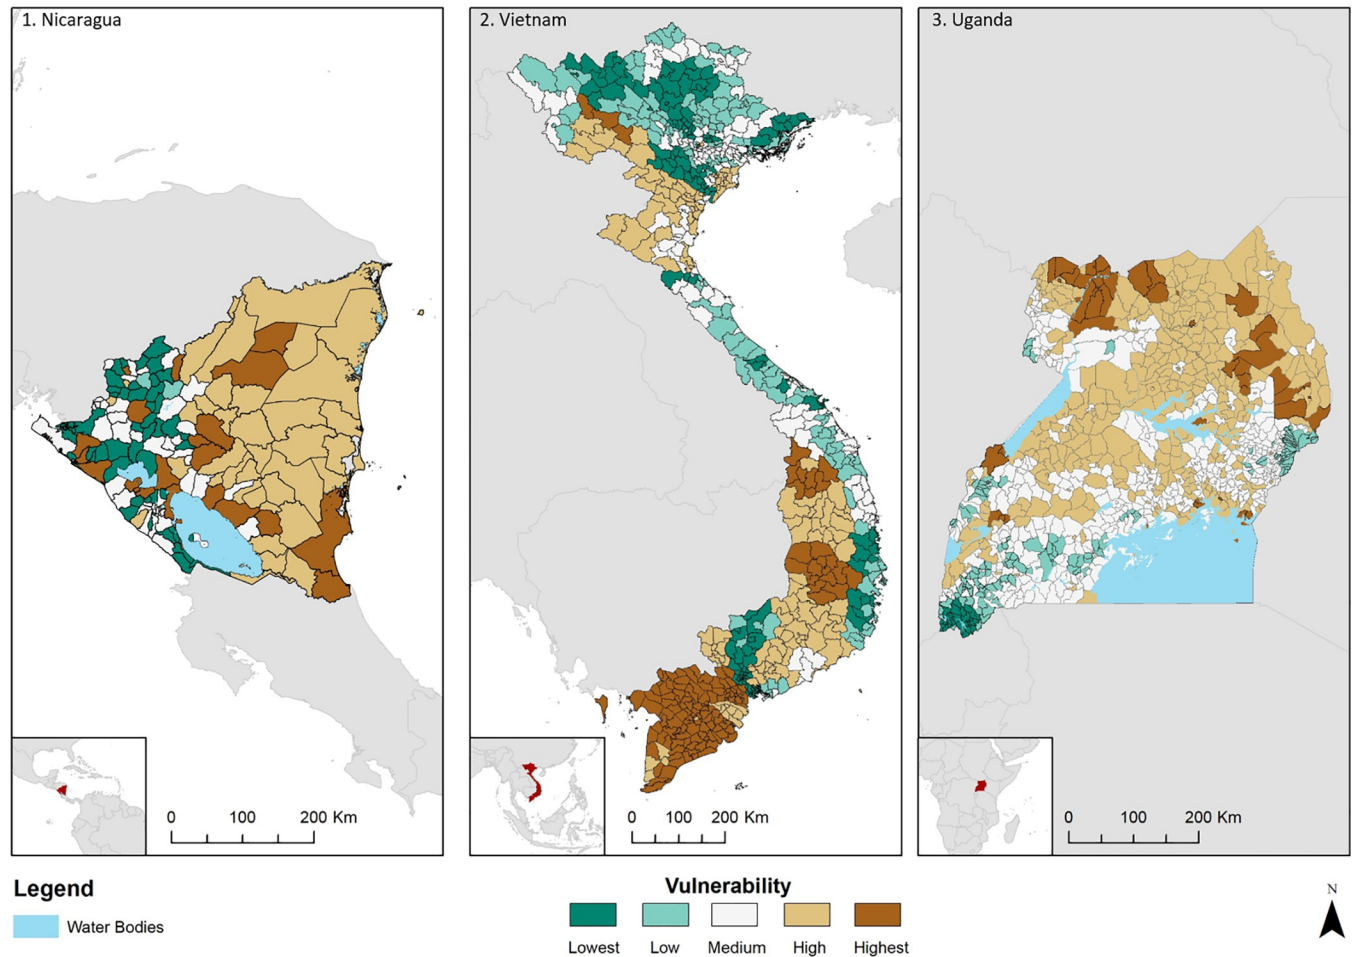 1. Nicaragua
2. Vietnam
3. Uganda
0 100 200 Km
0 100 200 Km
0 100 200 Km
Legend
Water Bodies
Vulnerability
Lowest Low Medium High Highest
N